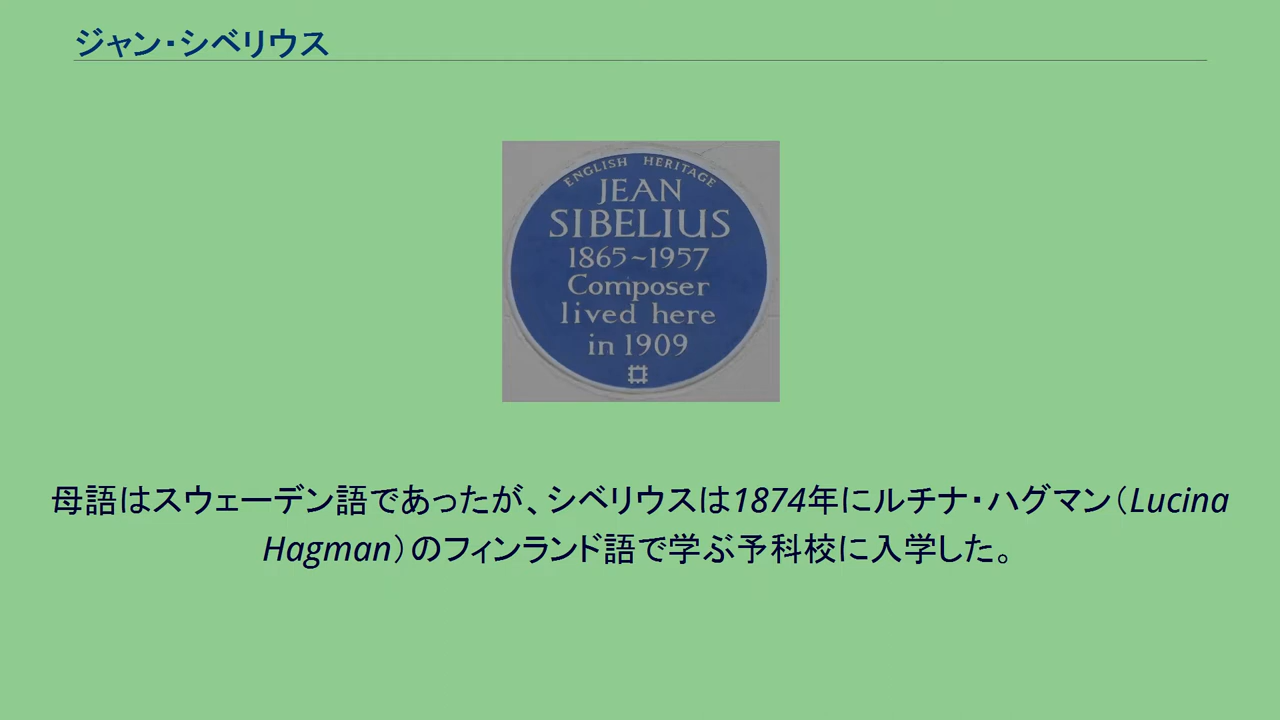 ジャン・シベリウス
ENGLISH HERITAGE
JEAN
SIBELIUS
1865~1957
Composer
lived here
in 1909
母語はスウェーデン語であったが、シベリウスは1874年にルチナ・ハグマン（Lucina
Hagman）のフィンランド語で学ぶ予科校に入学した。